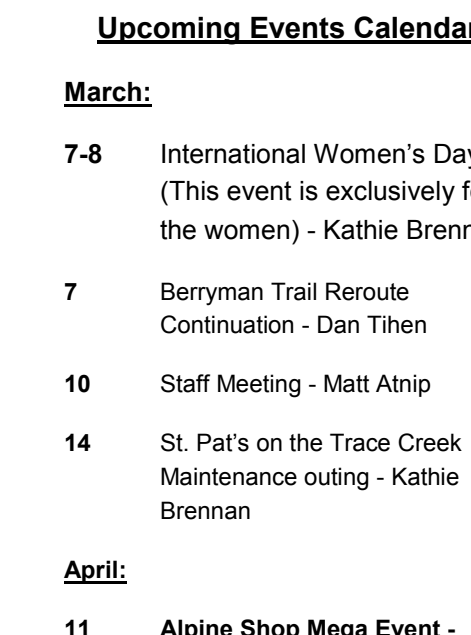 Upcoming Events Calendar
March:
7-8 International Women's Day
(This event is exclusively f
the women) - Kathie Brenn
7 Berryman Trail Reroute
Continuation - Dan Tihen
10 Staff Meeting - Matt Atnip
14 St. Pat's on the Trace Creek
Maintenance outing - Kathie
Brennan
April:
11 Alpine Shop Mega Event -